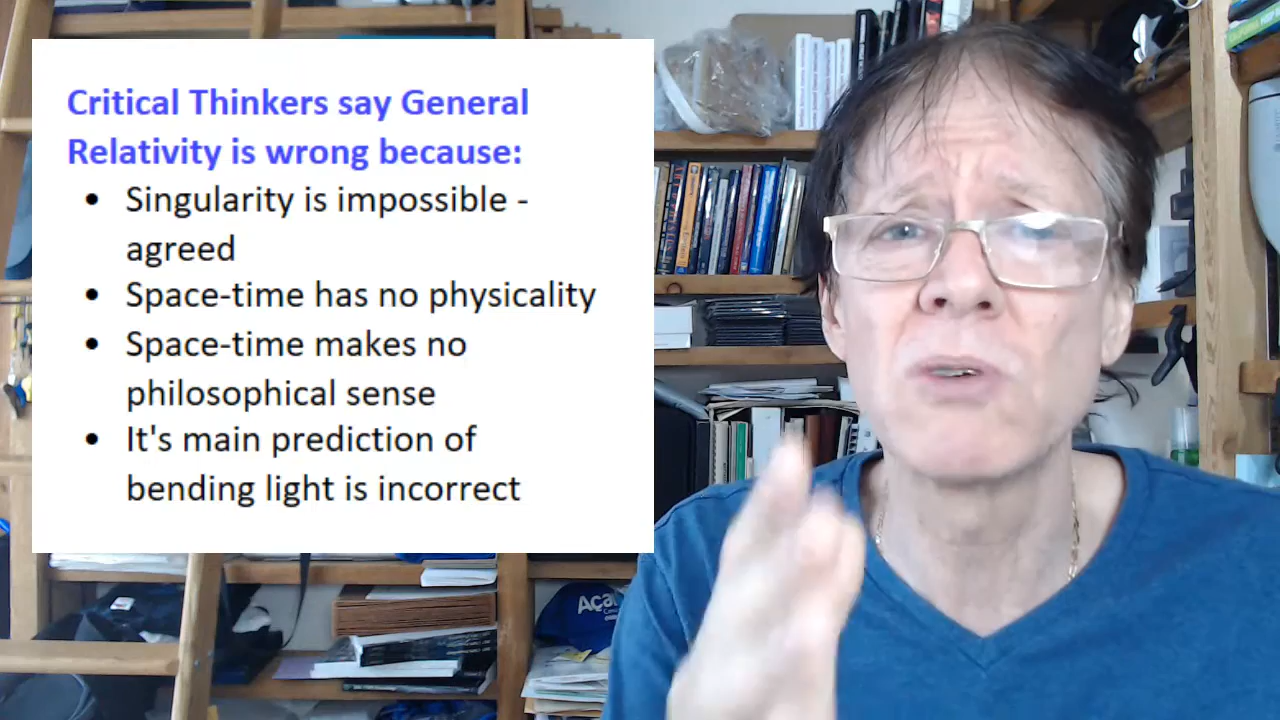 Critical Thinkers say General
Relativity is wrong because:
• Singularity is impossible -
agreed
• Space-time has no physicality
• Space-time makes no
philosophical sense
• It's main prediction of
bending light is incorrect